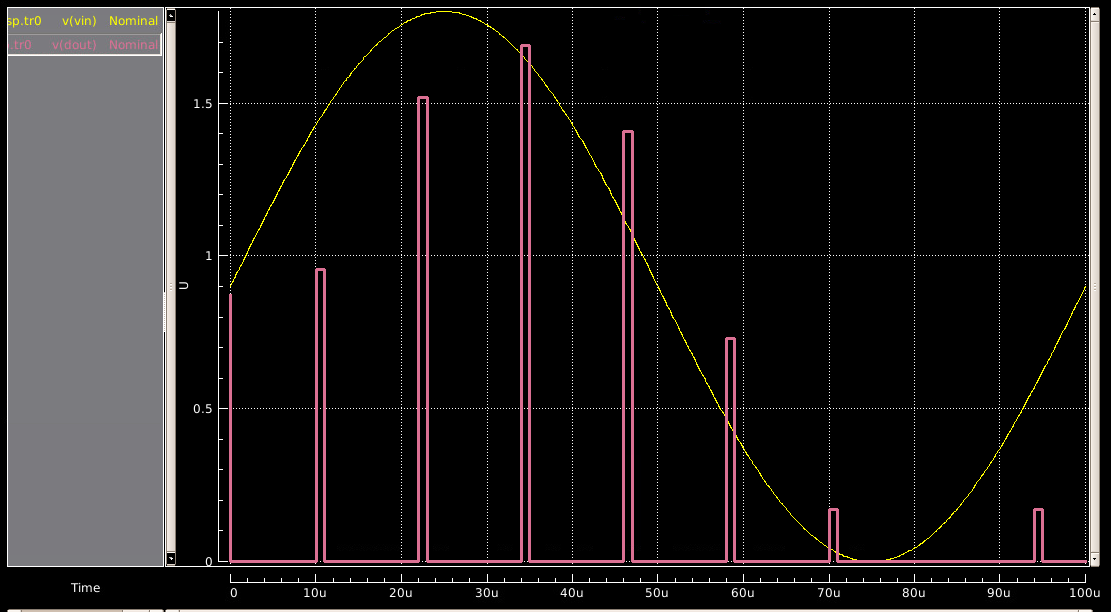 sp.tr0 v(vin) Nominal
.tr0 v(dout) Nominal
1.5
1
U
0.5
0
Time
0 10u 20u 30u 40u 50u 60u 70u 80u 90u 100u